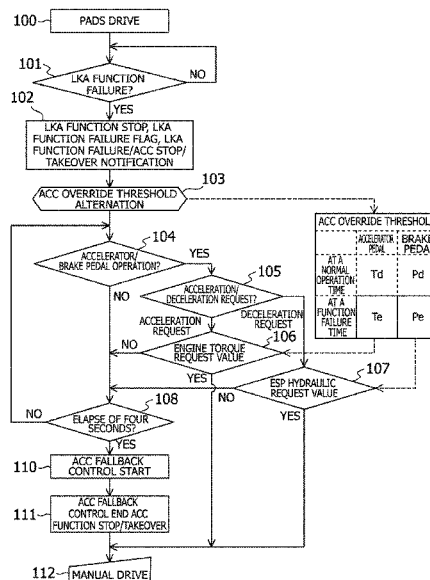 100
PADS DRIVE
101
LKA FUNCTION
FAILURE?
NO
YES
102
LKA FUNCTION STOP, LKA
FUNCTION FAILURE FLAG, LKA
FUNCTION FAILURE/ACC STOP/
TAKEOVER NOTIFICATION
ACC OVERRIDE THRESHOLD
ALTERNATION
103
ACC OVERRIDE THRESHOL
ACCELERATOR
PEDAL
BRAKE
PEDA
AT A
NORMAL
OPERATION
TIME
Td
Pd
AT A
FUNCTION
FAILURE
TIME
Te
Pe
104
ACCELERATOR/
BRAKE PEDAL OPERATION?
YES
NO
105
ACCELERATION/
DECELERATION REQUEST?
ACCELERATION
REQUEST
DECELERATION
REQUEST
106
ENGINE TORQUE
REQUEST VALUE
NO
YES
107
ESP HYDRAULIC
REQUEST VALUE
NO
YES
108
ELAPSE OF FOUR
SECONDS?
NO
YES
110
ACC FALLBACK
CONTROL START
111
ACC FALLBACK
CONTROL END ACC
FUNCTION STOP/TAKEOVER
112
MANUAL DRIVE